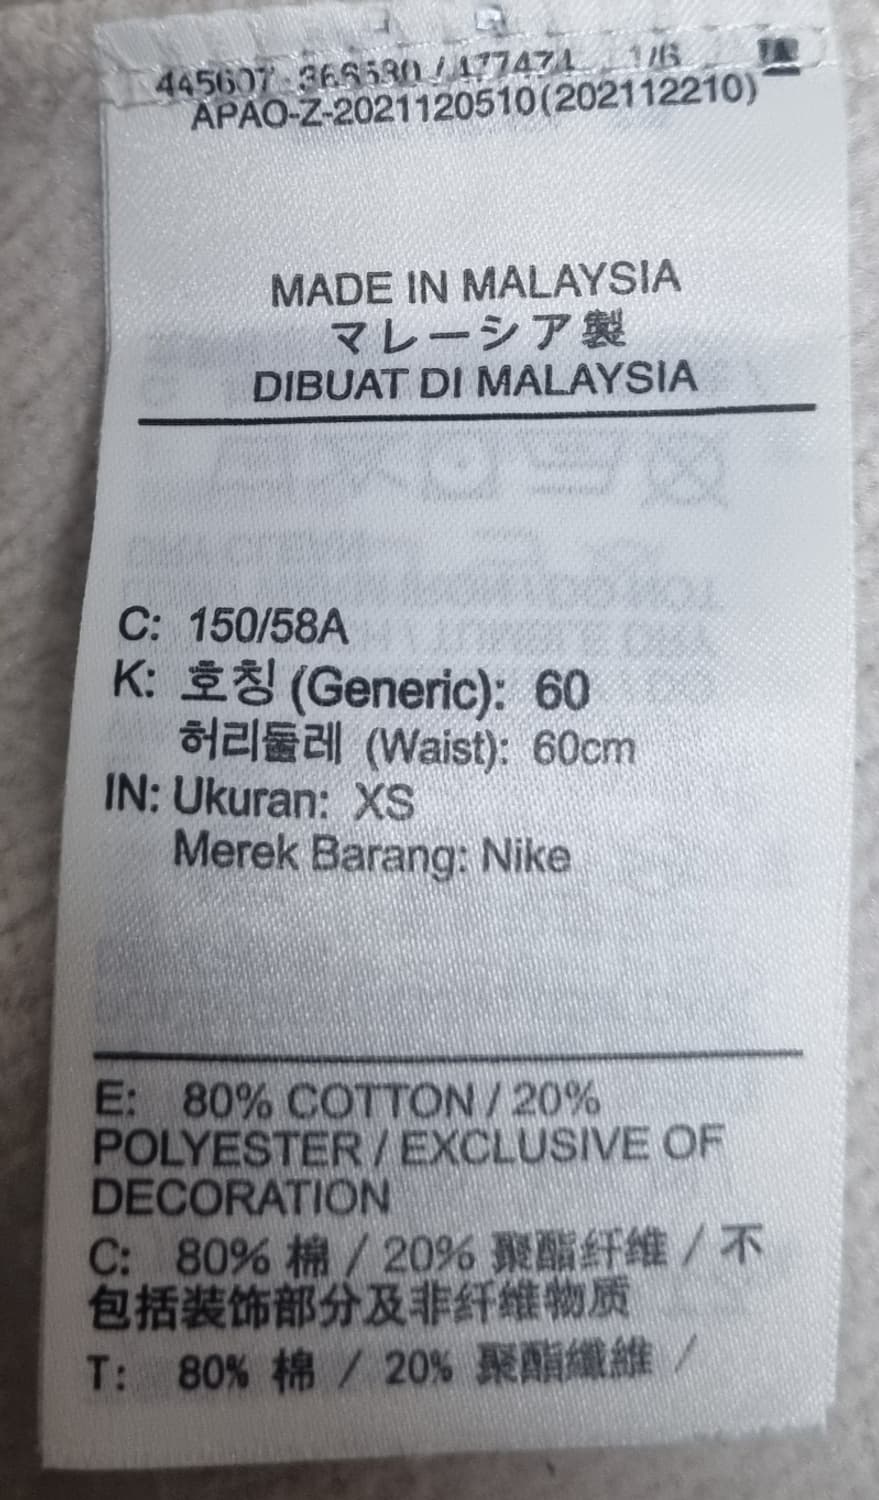 445607 366530 / 177471 1/6
APAO-Z-2021120510(202112210)
MADE IN MALAYSIA
マレーシア製
DIBUAT DI MALAYSIA
C: 150/58A
K: 호칭 (Generic): 60
허리둘레 (Waist): 60cm
IN: Ukuran: XS
Merek Barang: Nike
E: 80% COTTON / 20%
POLYESTER / EXCLUSIVE OF
DECORATION
C: 80% 棉 / 20% 聚酯纤维 / 不
包括装饰部分及非纤维物质
T: 80% 棉 / 20% 聚酯纖維 /